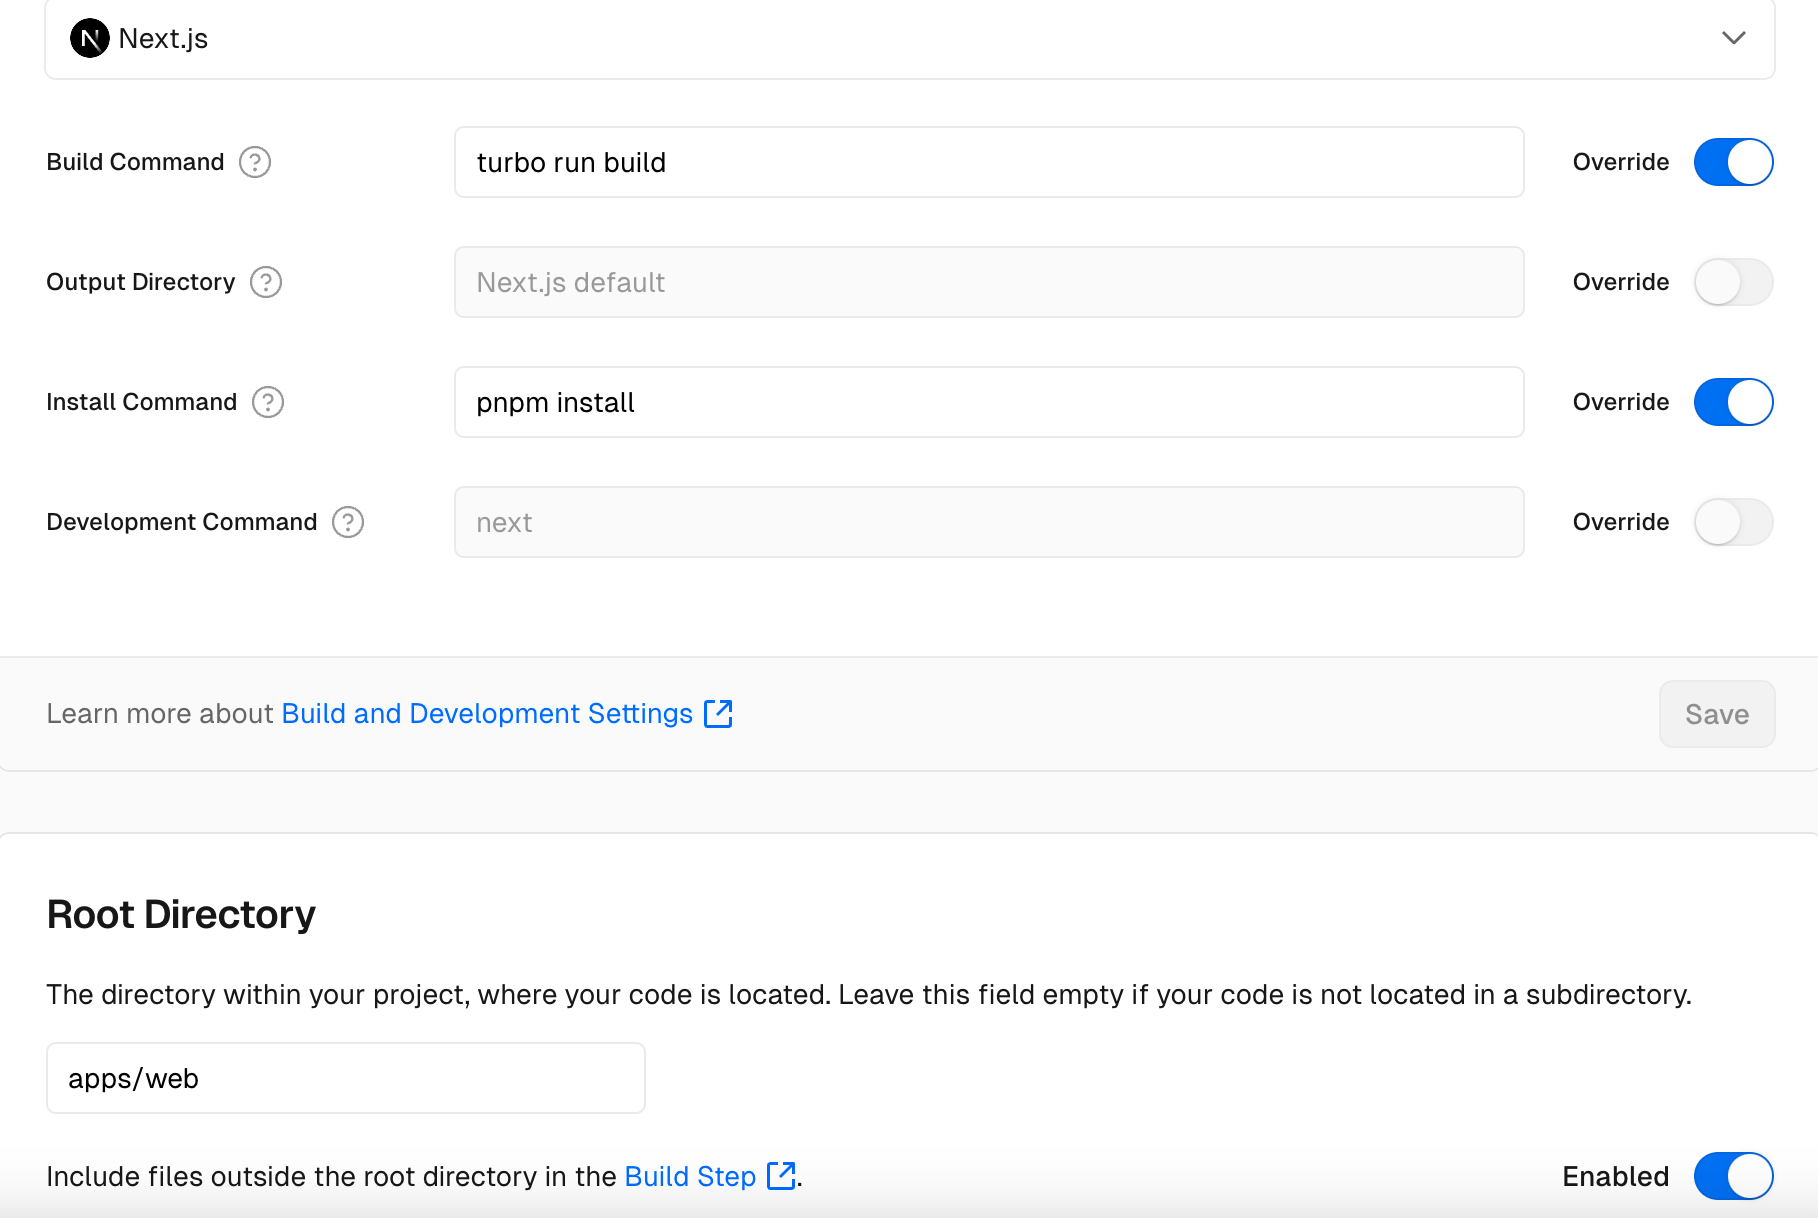 Next.js
Build Command
turbo run build
Override
Output Directory
Next.js default
Override
Install Command
pnpm install
Override
Development Command
next
Override
Learn more about Build and Development Settings
Save
Root Directory
The directory within your project, where your code is located. Leave this field empty if your code is not located in a subdirectory.
apps/web
Include files outside the root directory in the Build Step.
Enabled